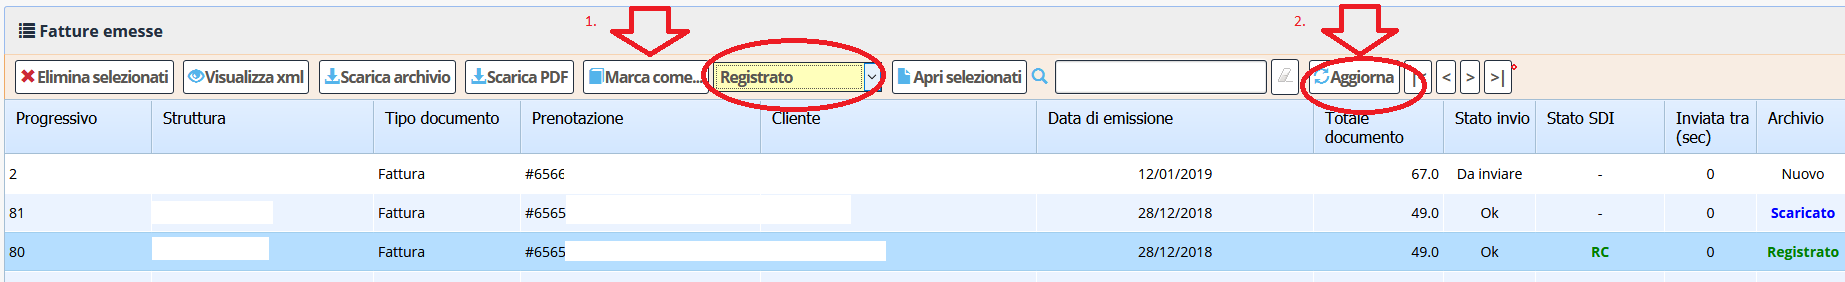 1.
2.
Fatture emesse
Elimina selezionati Visualizza xml Scarica archivio Scarica PDF Marca come... Registrato Apri selezionati Aggiorna |< < > >|
Progressivo Struttura Tipo documento Prenotazione Cliente Data di emissione Totale documento Stato invio Stato SDI Inviata tra (sec) Archivio
2 Fattura #656 12/01/2019 67.0 Da inviare - 0 Nuovo
81 Fattura #6565 28/12/2018 49.0 Ok - 0 Scaricato
80 Fattura #6565 28/12/2018 49.0 Ok RC 0 Registrato